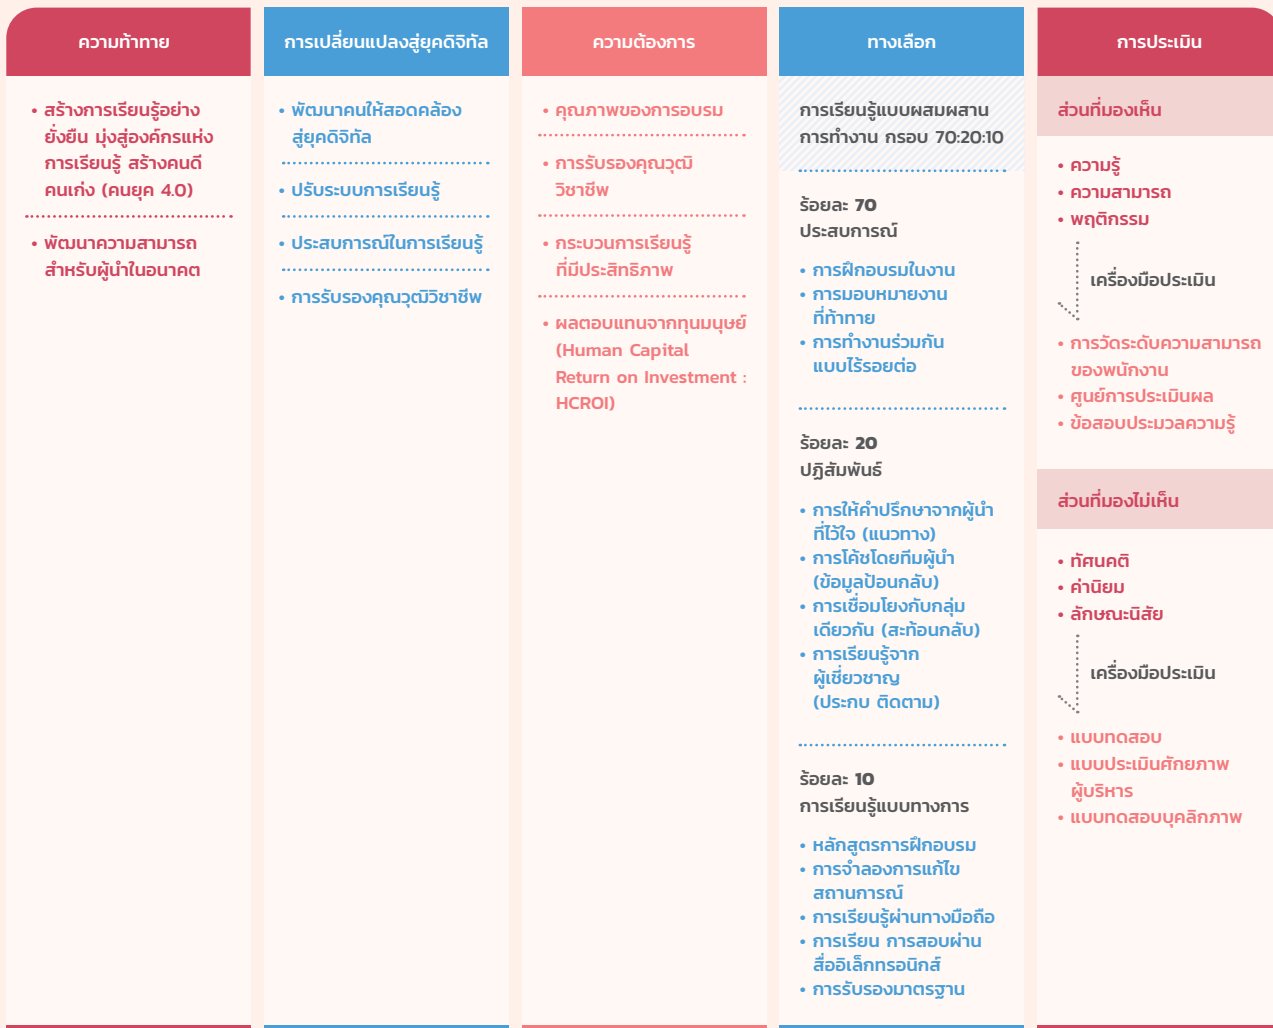 ความท้าทาย
• สร้างการเรียนรู้อย่าง
ยั่งยืน มุ่งสู่องค์กรแห่ง
การเรียนรู้ สร้างคนดี
คนเก่ง (คนยุค 4.0)
• พัฒนาความสามารถ
สำหรับผู้นำในอนาคต
การเปลี่ยนแปลงสู่ยุคดิจิทัล
• พัฒนาคนให้สอดคล้อง
สู่ยุคดิจิทัล
• ปรับระบบการเรียนรู้
• ประสบการณ์ในการเรียนรู้
• การรับรองคุณวุฒิวิชาชีพ
ความต้องการ
• คุณภาพของการอบรม
• การรับรองคุณวุฒิ
วิชาชีพ
• กระบวนการเรียนรู้
ที่มีประสิทธิภาพ
• ผลตอบแทนจากทุนมนุษย์
(Human Capital
Return on Investment :
HCROI)
ทางเลือก
การเรียนรู้แบบผสมผสาน
การทำงาน กรอบ 70:20:10
ร้อยละ 70
ประสบการณ์
• การฝึกอบรมในงาน
• การมอบหมายงาน
ที่ท้าทาย
• การทำงานร่วมกัน
แบบไร้รอยต่อ
ร้อยละ 20
ปฏิสัมพันธ์
• การให้คำปรึกษาจากผู้นำ
ที่ไว้ใจ (แนวทาง)
• การโค้ชโดยทีมผู้นำ
(ข้อมูลป้อนกลับ)
• การเชื่อมโยงกับกลุ่ม
เดียวกัน (สะท้อนกลับ)
• การเรียนรู้จาก
ผู้เชี่ยวชาญ
(ประกบ ติดตาม)
ร้อยละ 10
การเรียนรู้แบบทางการ
• หลักสูตรการฝึกอบรม
• การจำลองการแก้ไข
สถานการณ์
• การเรียนรู้ผ่านทางมือถือ
• การเรียน การสอนผ่าน
สื่ออิเล็กทรอนิกส์
• การรับรองมาตรฐาน
การประเมิน
ส่วนที่มองเห็น
• ความรู้
• ความสามารถ
• พฤติกรรม
เครื่องมือประเมิน
• การวัดระดับความสามารถ
ของพนักงาน
• ศูนย์การประเมินผล
• ข้อสอบประมวลความรู้
ส่วนที่มองไม่เห็น
• ทัศนคติ
• ค่านิยม
• ลักษณะนิสัย
เครื่องมือประเมิน
• แบบทดสอบ
• แบบประเมินศักยภาพ
ผู้บริหาร
• แบบทดสอบบุคลิกภาพ